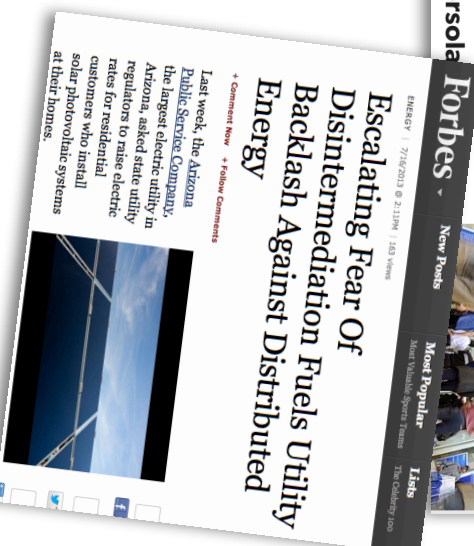 rsola
Forbes
New Posts
Most Popular
Most Valuable Sports Teams
Lists
The Celebrity 100
ENERGY | 7/16/2013 @ 2:11PM | 163 views
Escalating Fear Of
Disintermediation Fuels Utility
Backlash Against Distributed
Energy
+ Comment Now + Follow Comments
Last week, the Arizona
Public Service Company,
the largest electric utility in
Arizona, asked state utility
regulators to raise electric
rates for residential
customers who install
solar photovoltaic systems
at their homes.